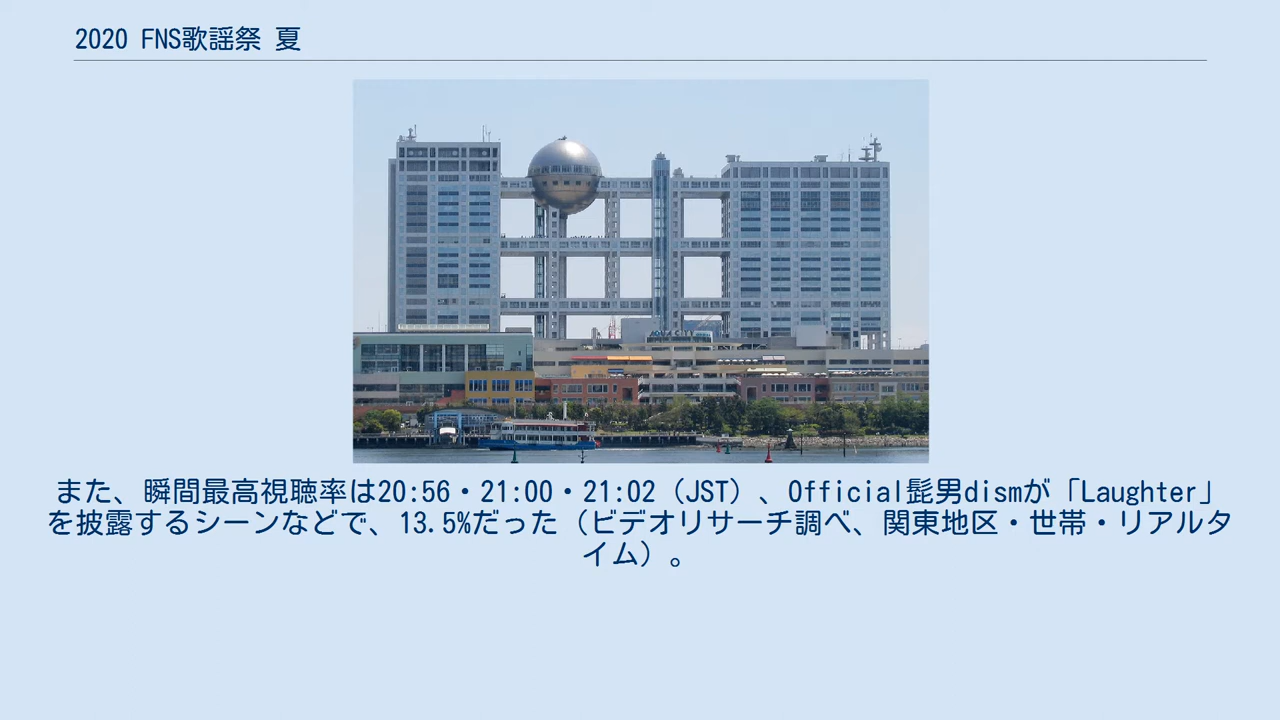 2020 FNS歌謡祭 夏
また、瞬間最高視聴率は20:56・21:00・21:02（JST）、Official髭男dismが「Laughter」
を披露するシーンなどで、13.5%だった（ビデオリサーチ調べ、関東地区・世帯・リアルタ
イム）。